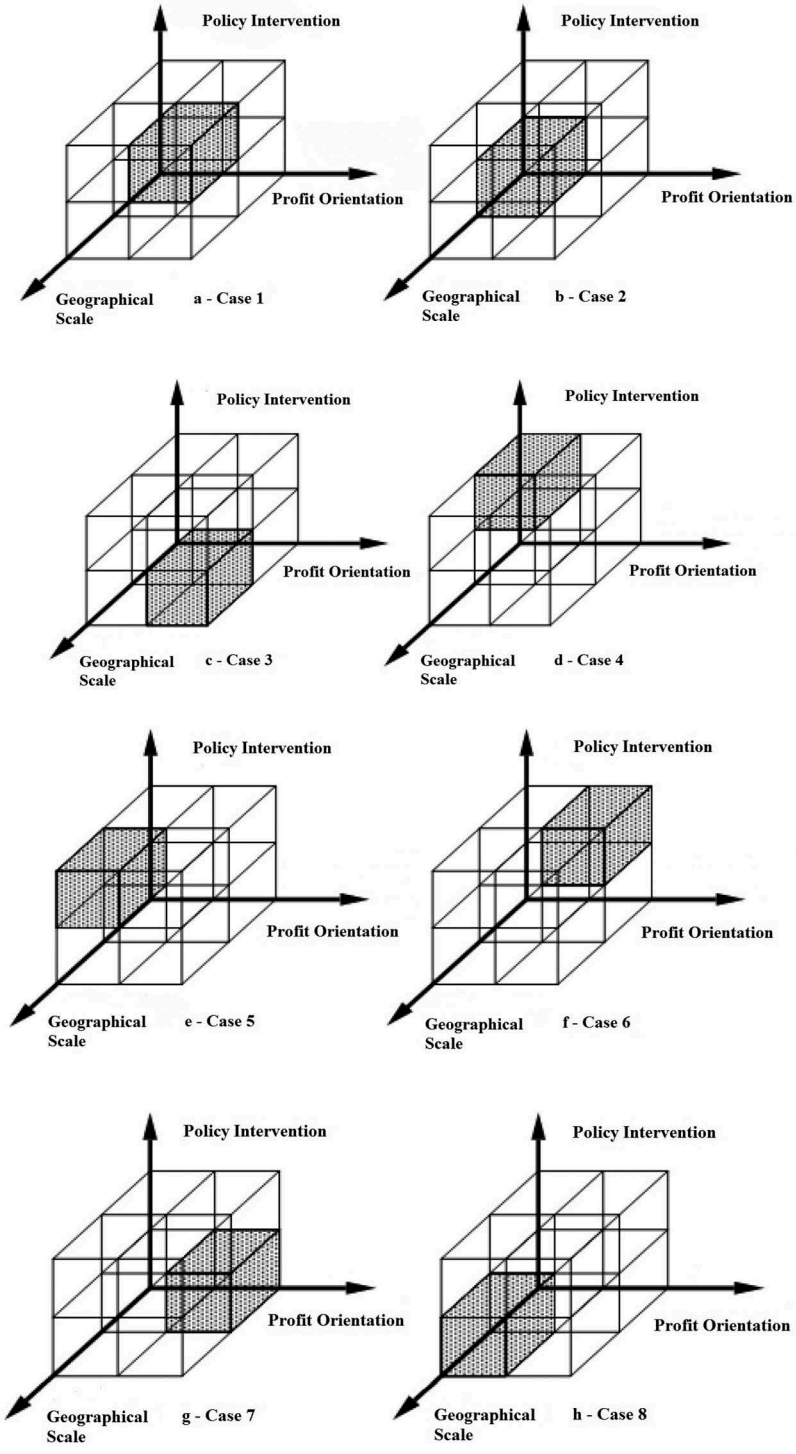 Policy Intervention
Profit Orientation
Geographical
Scale
a - Case 1
Policy Intervention
Profit Orientation
Geographical
Scale
b - Case 2
Policy Intervention
Profit Orientation
Geographical
Scale
c - Case 3
Policy Intervention
Profit Orientation
Geographical
Scale
d - Case 4
Policy Intervention
Profit Orientation
Geographical
Scale
e - Case 5
Policy Intervention
Profit Orientation
Geographical
Scale
f - Case 6
Policy Intervention
Profit Orientation
Geographical
Scale
g - Case 7
Policy Intervention
Profit Orientation
Geographical
Scale
h - Case 8